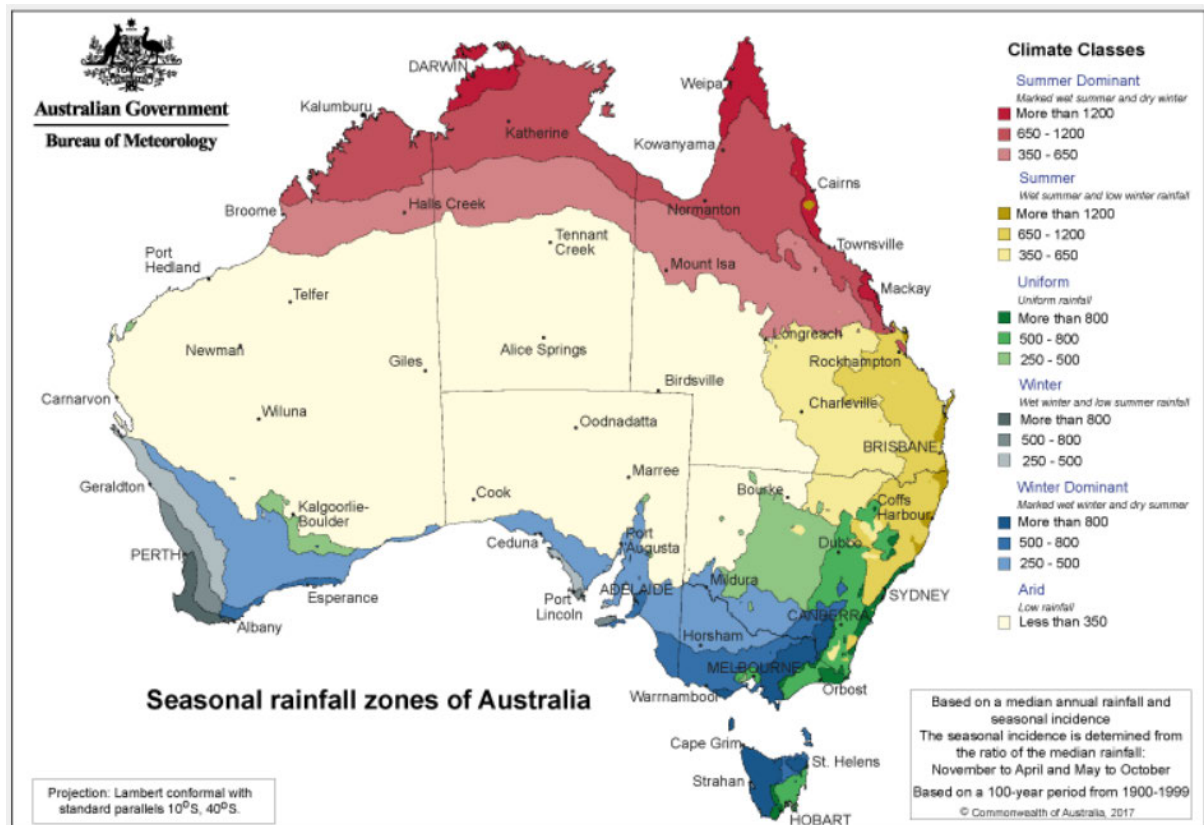 Australian Government
Bureau of Meteorology
DARWIN
Weipa
Kalumburu
Katherine
Kowanyama
Cairns
Broome
Halls Creek
Normanton
Tennant
Creek
Townsville
Port
Hedland
Mount Isa
Mackay
Telfer
Longreach
Newman
Alice Springs
Rockhampton
Giles
Birdsville
Carnarvon
Wiluna
Charleville
Oodnadatta
BRISBANE
Marree
Geraldton
Cook
Bourke
Coffs
Harbour
Kalgoorlie-
Boulder
Ceduna
Port
Augusta
Dubbo
PERTH
Mildura
Esperance
ADELAIDE
SYDNEY
Port
Lincoln
CANBERRA
Albany
Horsham
MELBOURNE
Orbost
Warrnambool
Cape Grim
St. Helens
Strahan
HOBART
Climate Classes
Summer Dominant
Marked wet summer and dry winter
More than 1200
650 - 1200
350 - 650
Summer
Wet summer and low winter rainfall
More than 1200
650 - 1200
350 - 650
Uniform
Uniform rainfall
More than 800
500 - 800
250 - 500
Winter
Wet winter and low summer rainfall
More than 800
500 - 800
250 - 500
Winter Dominant
Marked wet winter and dry summer
More than 800
500 - 800
250 - 500
Arid
Low rainfall
Less than 350
Seasonal rainfall zones of Australia
Projection: Lambert conformal with
standard parallels 10°S, 40°S.
Based on a median annual rainfall and
seasonal incidence
The seasonal incidence is detemined from
the ratio of the median rainfall:
November to April and May to October
Based on a 100-year period from 1900-1999
© Commonwealth of Australia, 2017